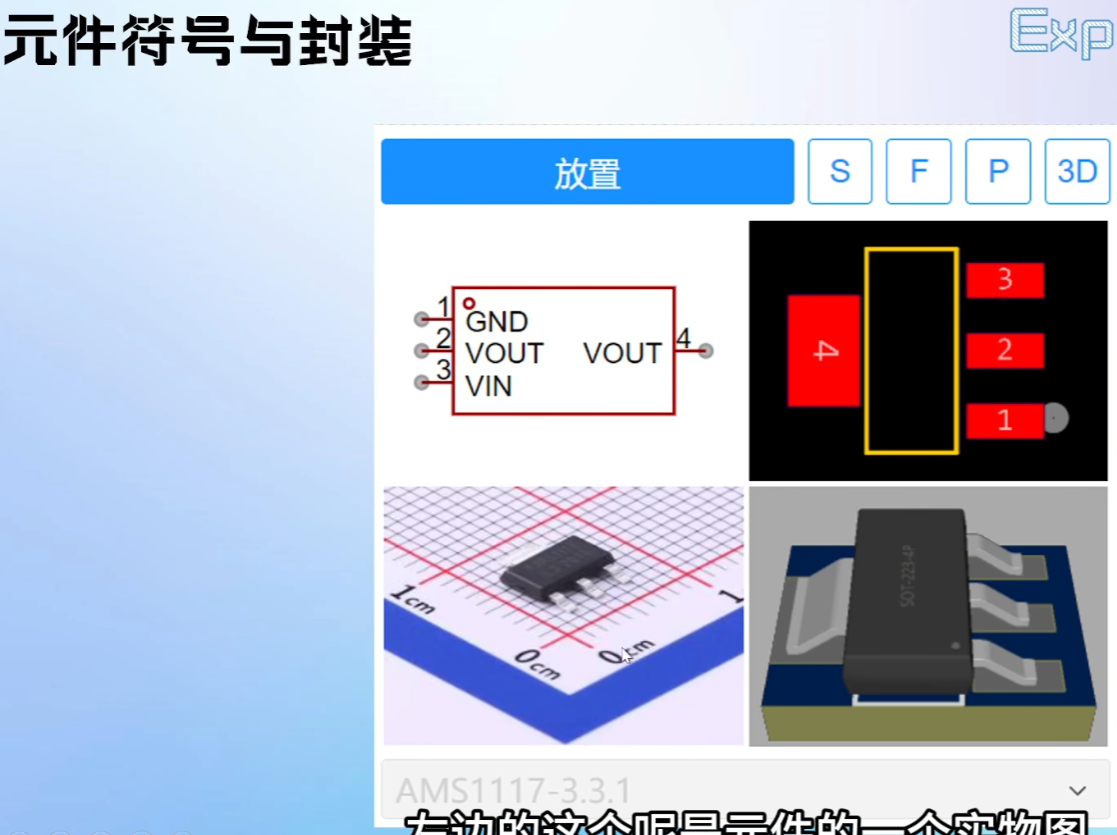 元件符号与封装
Exp
放置 S F P 3D
1 GND
2 VOUT VOUT 4
3 VIN
3
4 2
1
SOT-223-4P
1cm 1
0cm 0cm
AMS1117-3.3.1
左边的这个呢是元件的一个实物图